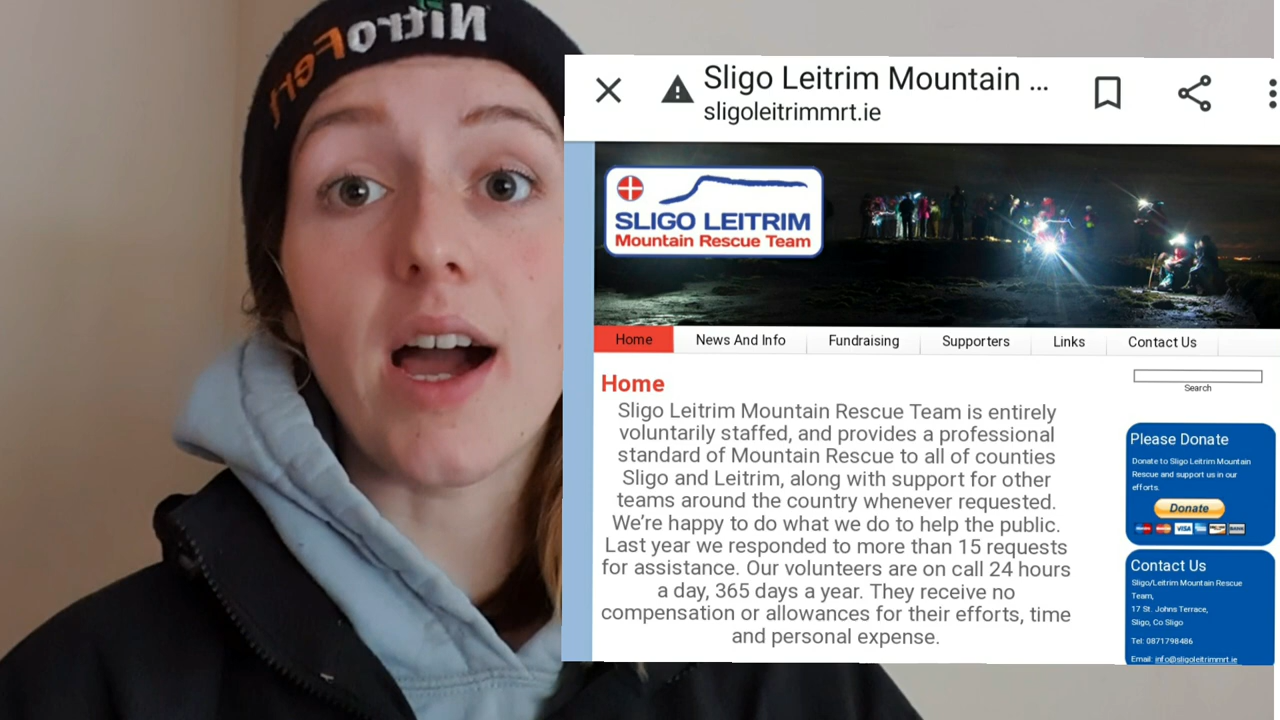 NitroFert
Sligo Leitrim Mountain ...
sligoleitrimmrt.ie
SLIGO LEITRIM
Mountain Rescue Team
Home
News And Info
Fundraising
Supporters
Links
Contact Us
Search
Home
Sligo Leitrim Mountain Rescue Team is entirely
voluntarily staffed, and provides a professional
standard of Mountain Rescue to all of counties
Sligo and Leitrim, along with support for other
teams around the country whenever requested.
We’re happy to do what we do to help the public.
Last year we responded to more than 15 requests
for assistance. Our volunteers are on call 24 hours
a day, 365 days a year. They receive no
compensation or allowances for their efforts, time
and personal expense.
Please Donate
Donate to Sligo Leitrim Mountain
Rescue and support us in our
efforts.
Donate
VISA
Contact Us
Sligo/Leitrim Mountain Rescue
Team,
17 St. Johns Terrace,
Sligo, Co Sligo
Tel: 0871798486
Email: info@sligoleitrimmrt.ie